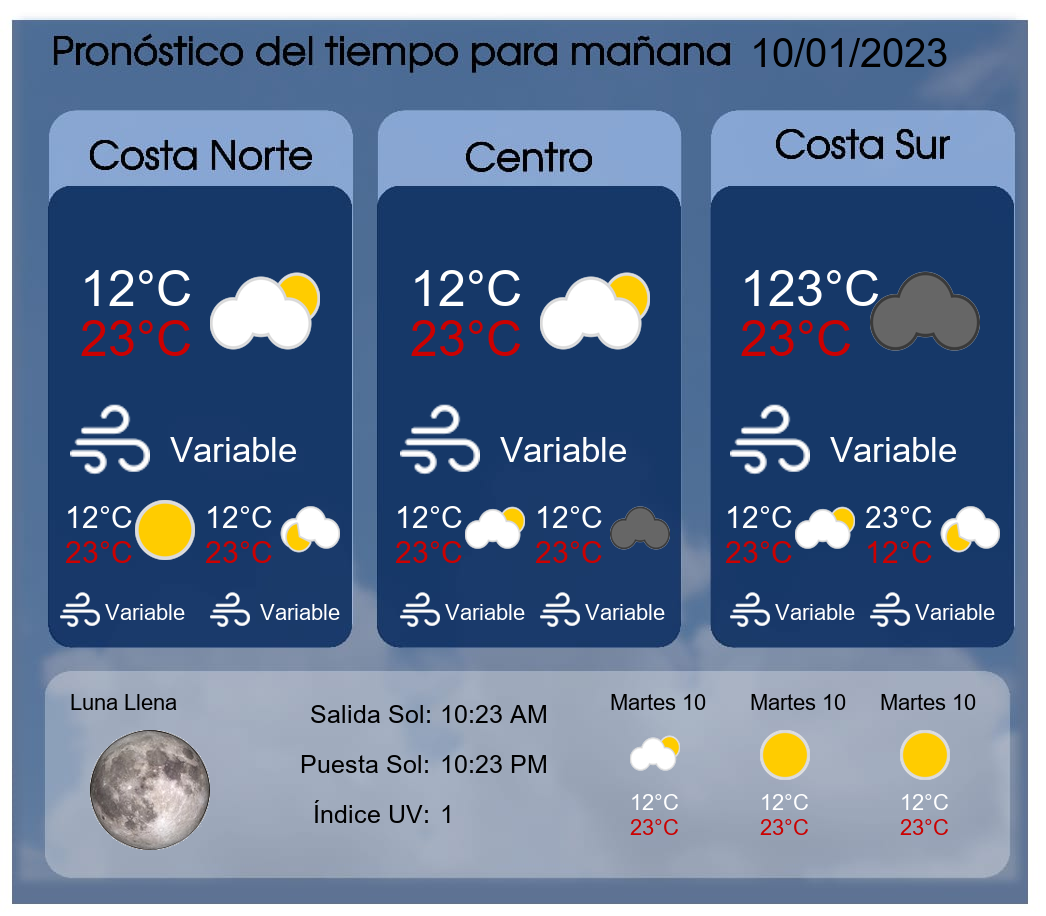 Pronóstico del tiempo para mañana 10/01/2023
Costa Norte
12°C
23°C
Variable
12°C 12°C
23°C 23°C
Variable Variable
Centro
12°C
23°C
Variable
12°C 12°C
23°C 23°C
Variable Variable
Costa Sur
123°C
23°C
Variable
12°C 23°C
23°C 12°C
Variable Variable
Luna Llena
Salida Sol: 10:23 AM
Puesta Sol: 10:23 PM
Índice UV: 1
Martes 10 Martes 10 Martes 10
12°C 12°C 12°C
23°C 23°C 23°C